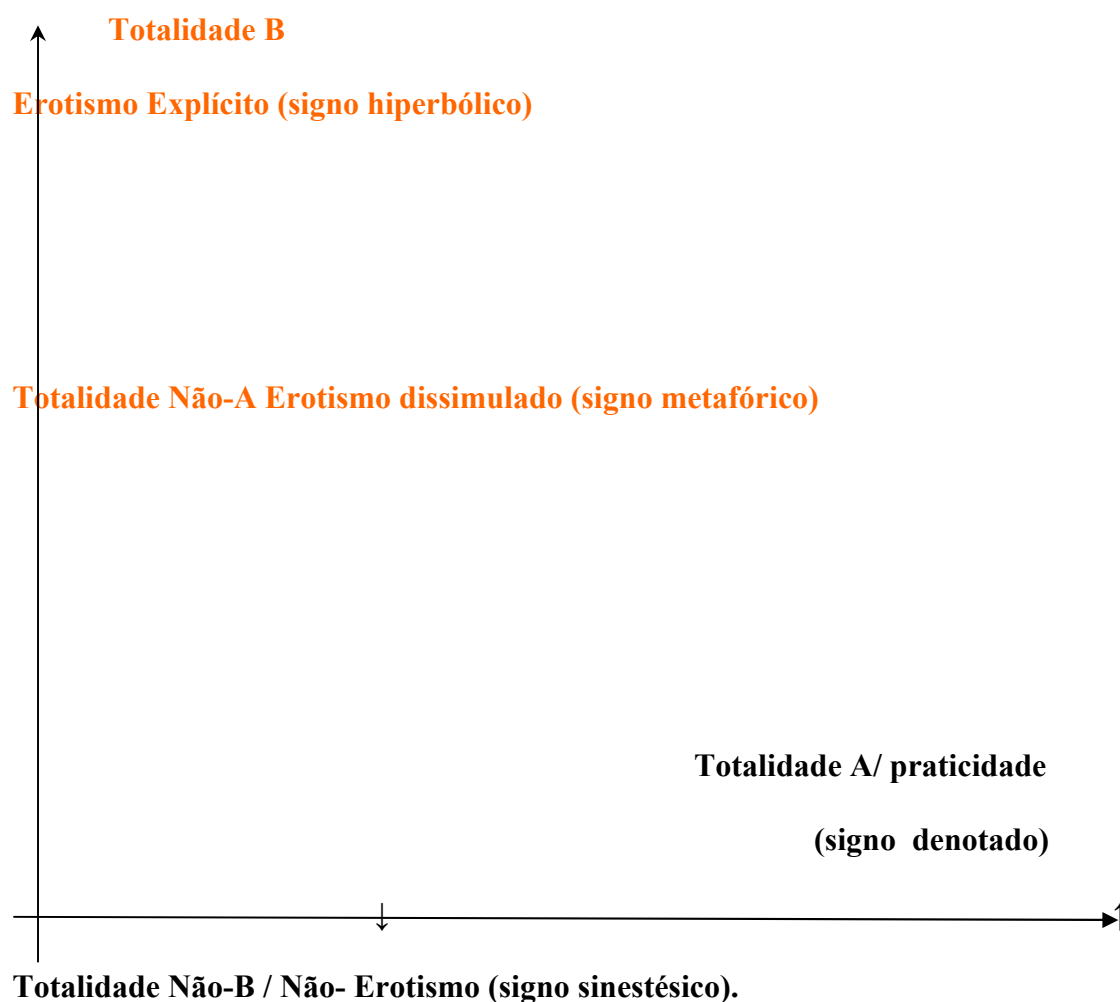 Totalidade B
Erotismo Explícito (signo hiperbólico)
Totalidade Não-A Erotismo dissimulado (signo metafórico)
Totalidade A/ praticidade
(signo denotado)
Totalidade Não-B / Não- Erotismo (signo sinestésico).